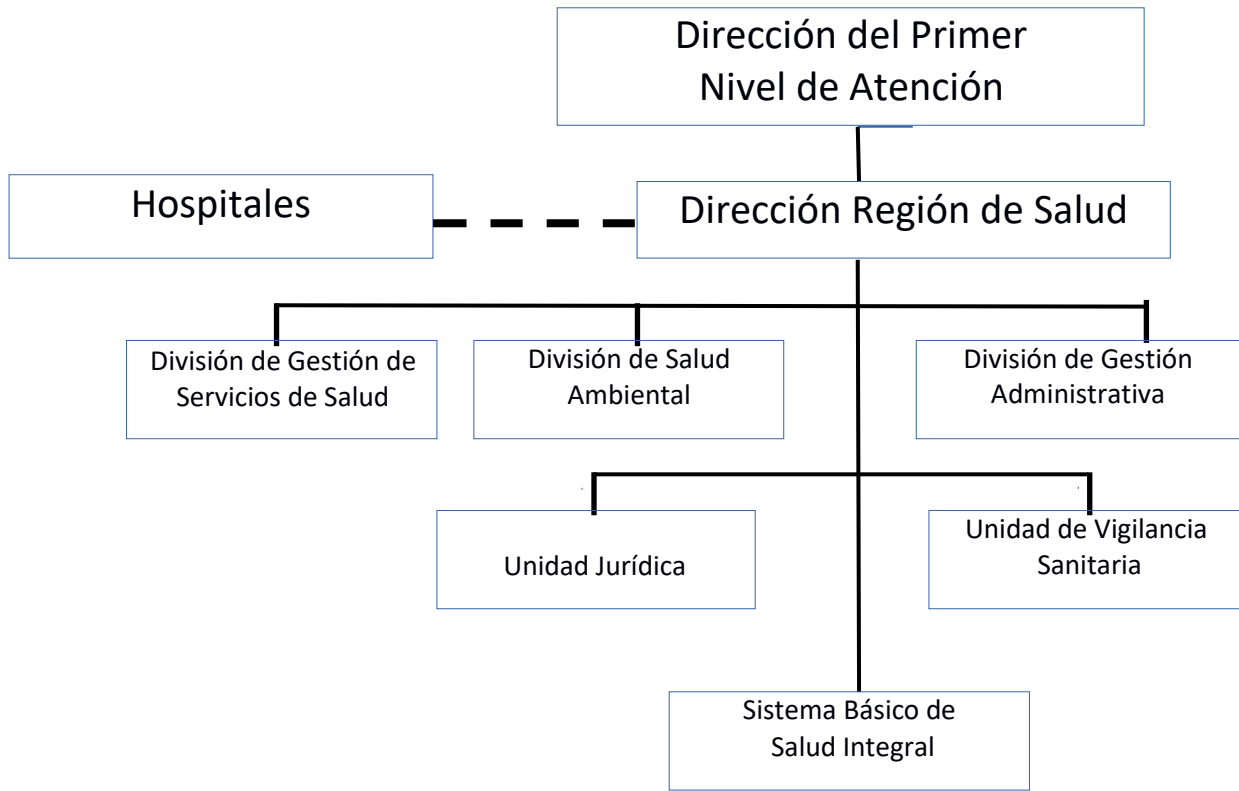 Dirección del Primer
Nivel de Atención
Hospitales
Dirección Región de Salud
División de Gestión de
Servicios de Salud
División de Salud
Ambiental
División de Gestión
Administrativa
Unidad Jurídica
Unidad de Vigilancia
Sanitaria
Sistema Básico de
Salud Integral